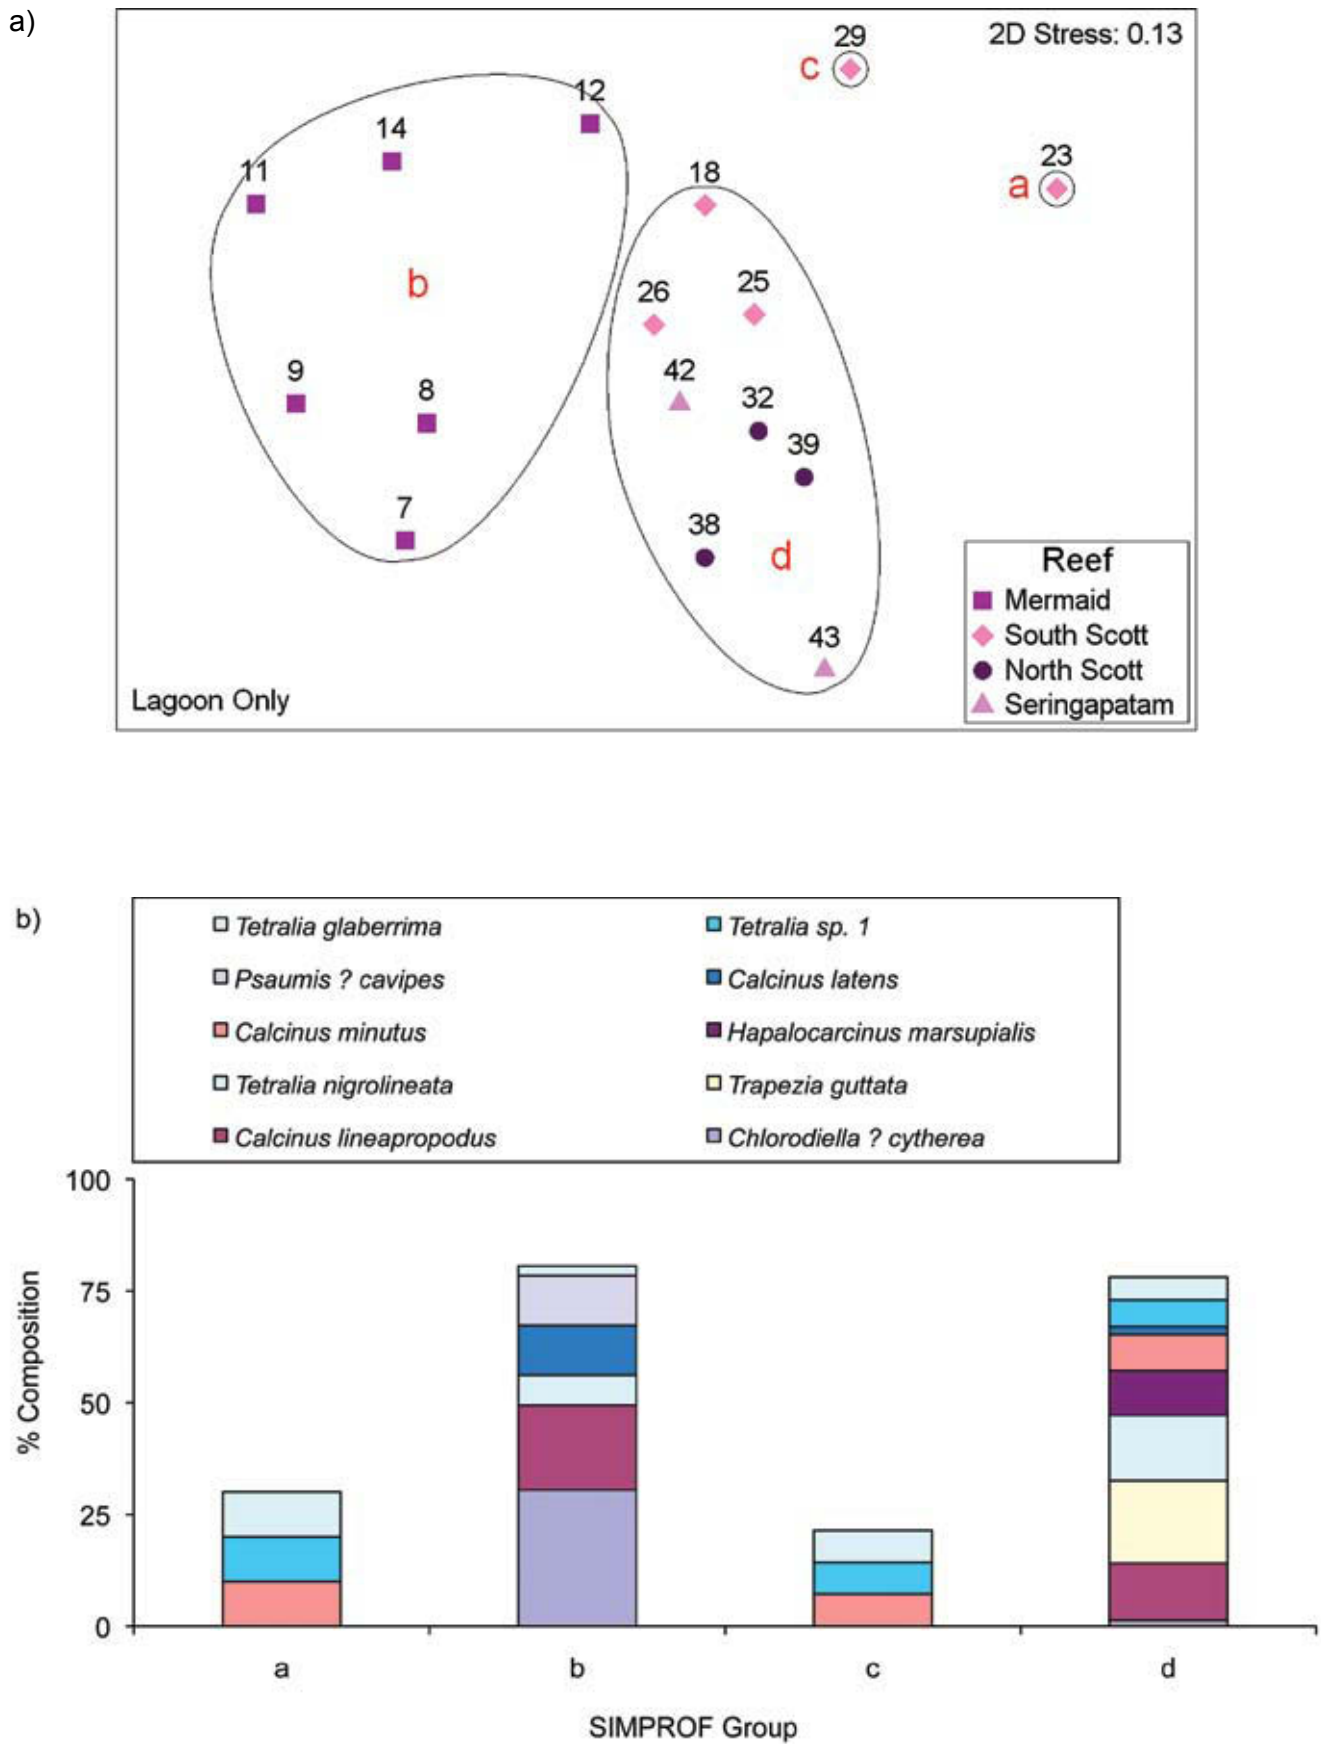 a)
2D Stress: 0.13
29
c
12
14
23
11
a
18
b
25
26
42
9
8
32
39
7
38
d
43
Reef
Mermaid
South Scott
North Scott
Seringapatam
Lagoon Only
b)
Tetralia glaberrima
Tetralia sp. 1
Psaumis ? cavipes
Calcinus latens
Calcinus minutus
Hapalocarcinus marsupialis
Tetralia nigrolineata
Trapezia guttata
Calcinus lineapropodus
Chlorodiella ? cytherea
100
75
50
25
0
% Composition
a
b
c
d
SIMPROF Group